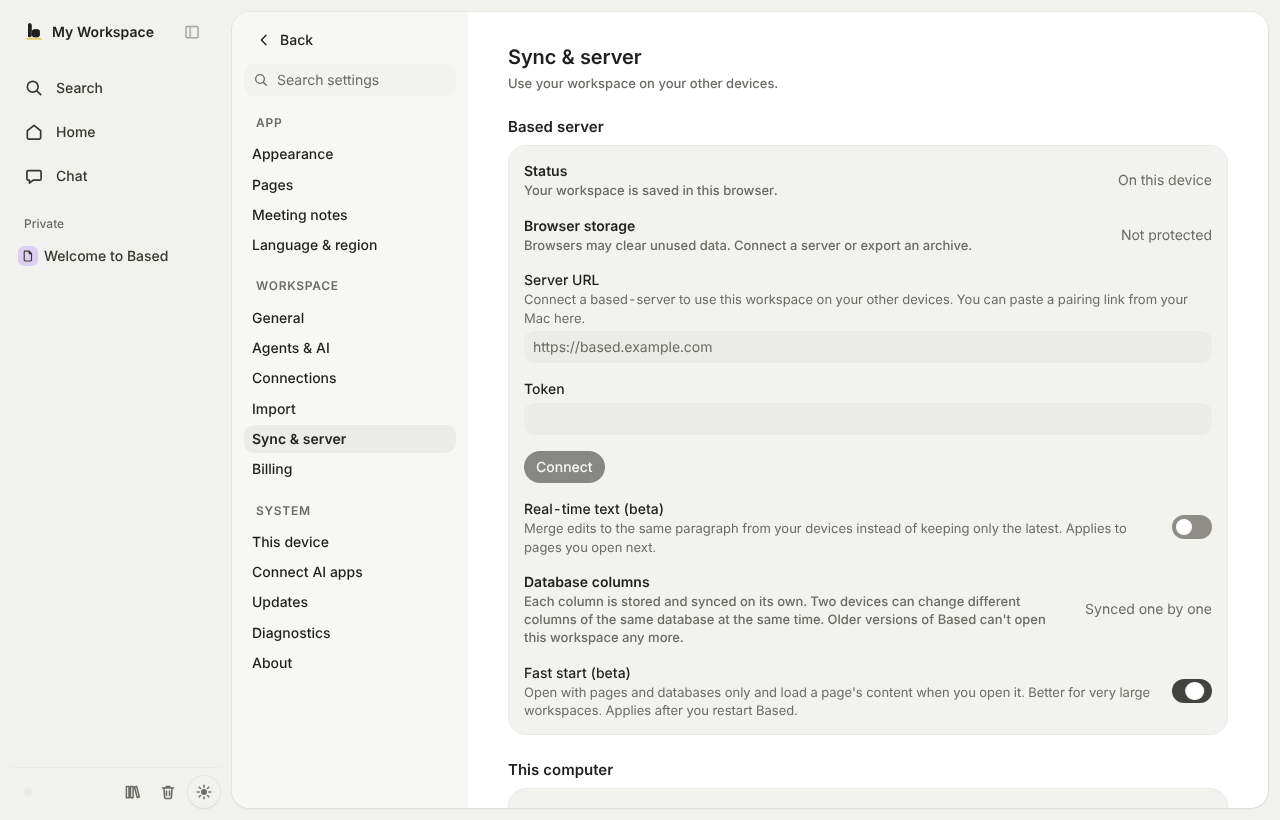 My Workspace
Search
Home
Chat
Private
Welcome to Based
Back
Search settings
APP
Appearance
Pages
Meeting notes
Language & region
WORKSPACE
General
Agents & AI
Connections
Import
Sync & server
Billing
SYSTEM
This device
Connect AI apps
Updates
Diagnostics
About
Sync & server
Use your workspace on your other devices.
Based server
Status
Your workspace is saved in this browser.
On this device
Browser storage
Browsers may clear unused data. Connect a server or export an archive.
Not protected
Server URL
Connect a based-server to use this workspace on your other devices. You can paste a pairing link from your
Mac here.
https://based.example.com
Token
Connect
Real-time text (beta)
Merge edits to the same paragraph from your devices instead of keeping only the latest. Applies to
pages you open next.
Database columns
Each column is stored and synced on its own. Two devices can change different
columns of the same database at the same time. Older versions of Based can't open
this workspace any more.
Synced one by one
Fast start (beta)
Open with pages and databases only and load a page's content when you open it. Better for very large
workspaces. Applies after you restart Based.
This computer